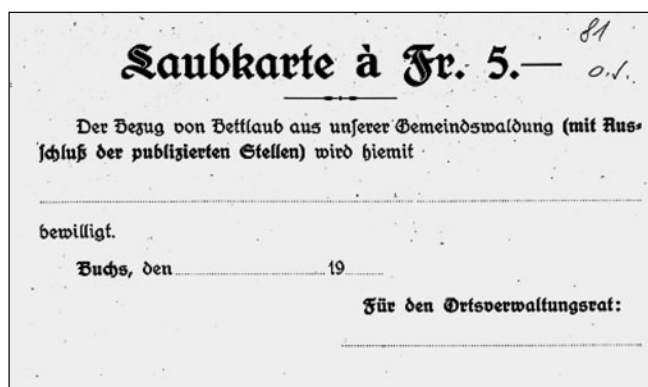 81
Laubkarte à Fr. 5.—
o.s.
Der Bezug von Bettlaub aus unserer Gemeindswaldung (mit Aus-
schluß der publizierten Stellen) wird hiemit
bewilligt.
Buchs, den 19
Für den Ortsverwaltungsrat: